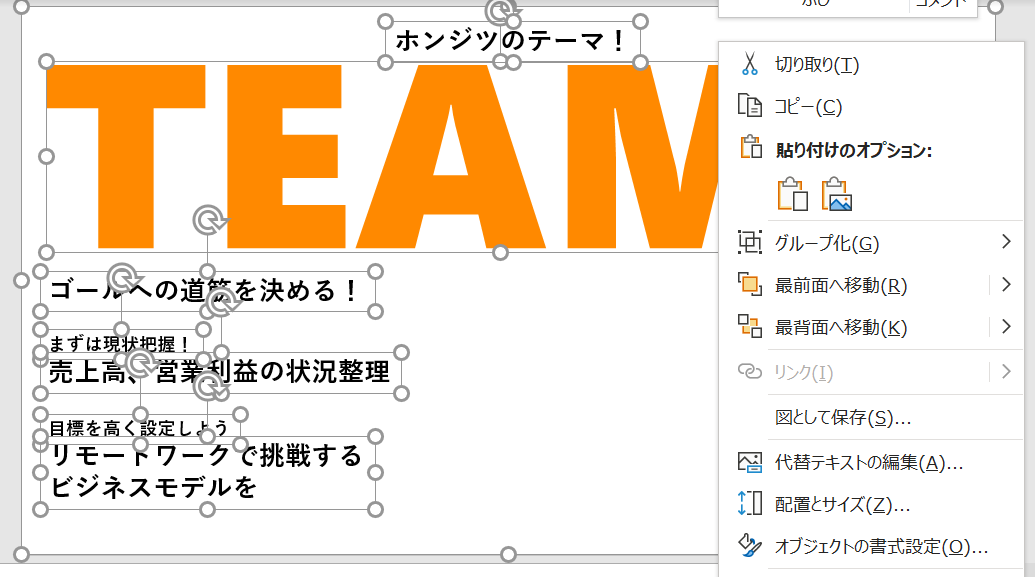 コメント
ホンジツのテーマ！
TEAM
ゴールへの道筋を決める！
まずは現状把握！
売上高、営業利益の状況整理
目標を高く設定しよう
リモートワークで挑戦する
ビジネスモデルを
切り取り(T)
コピー(C)
貼り付けのオプション:
グループ化(G)
最前面へ移動(R)
最背面へ移動(K)
リンク(I)
図として保存(S)...
代替テキストの編集(A)...
配置とサイズ(Z)...
オブジェクトの書式設定(O)...